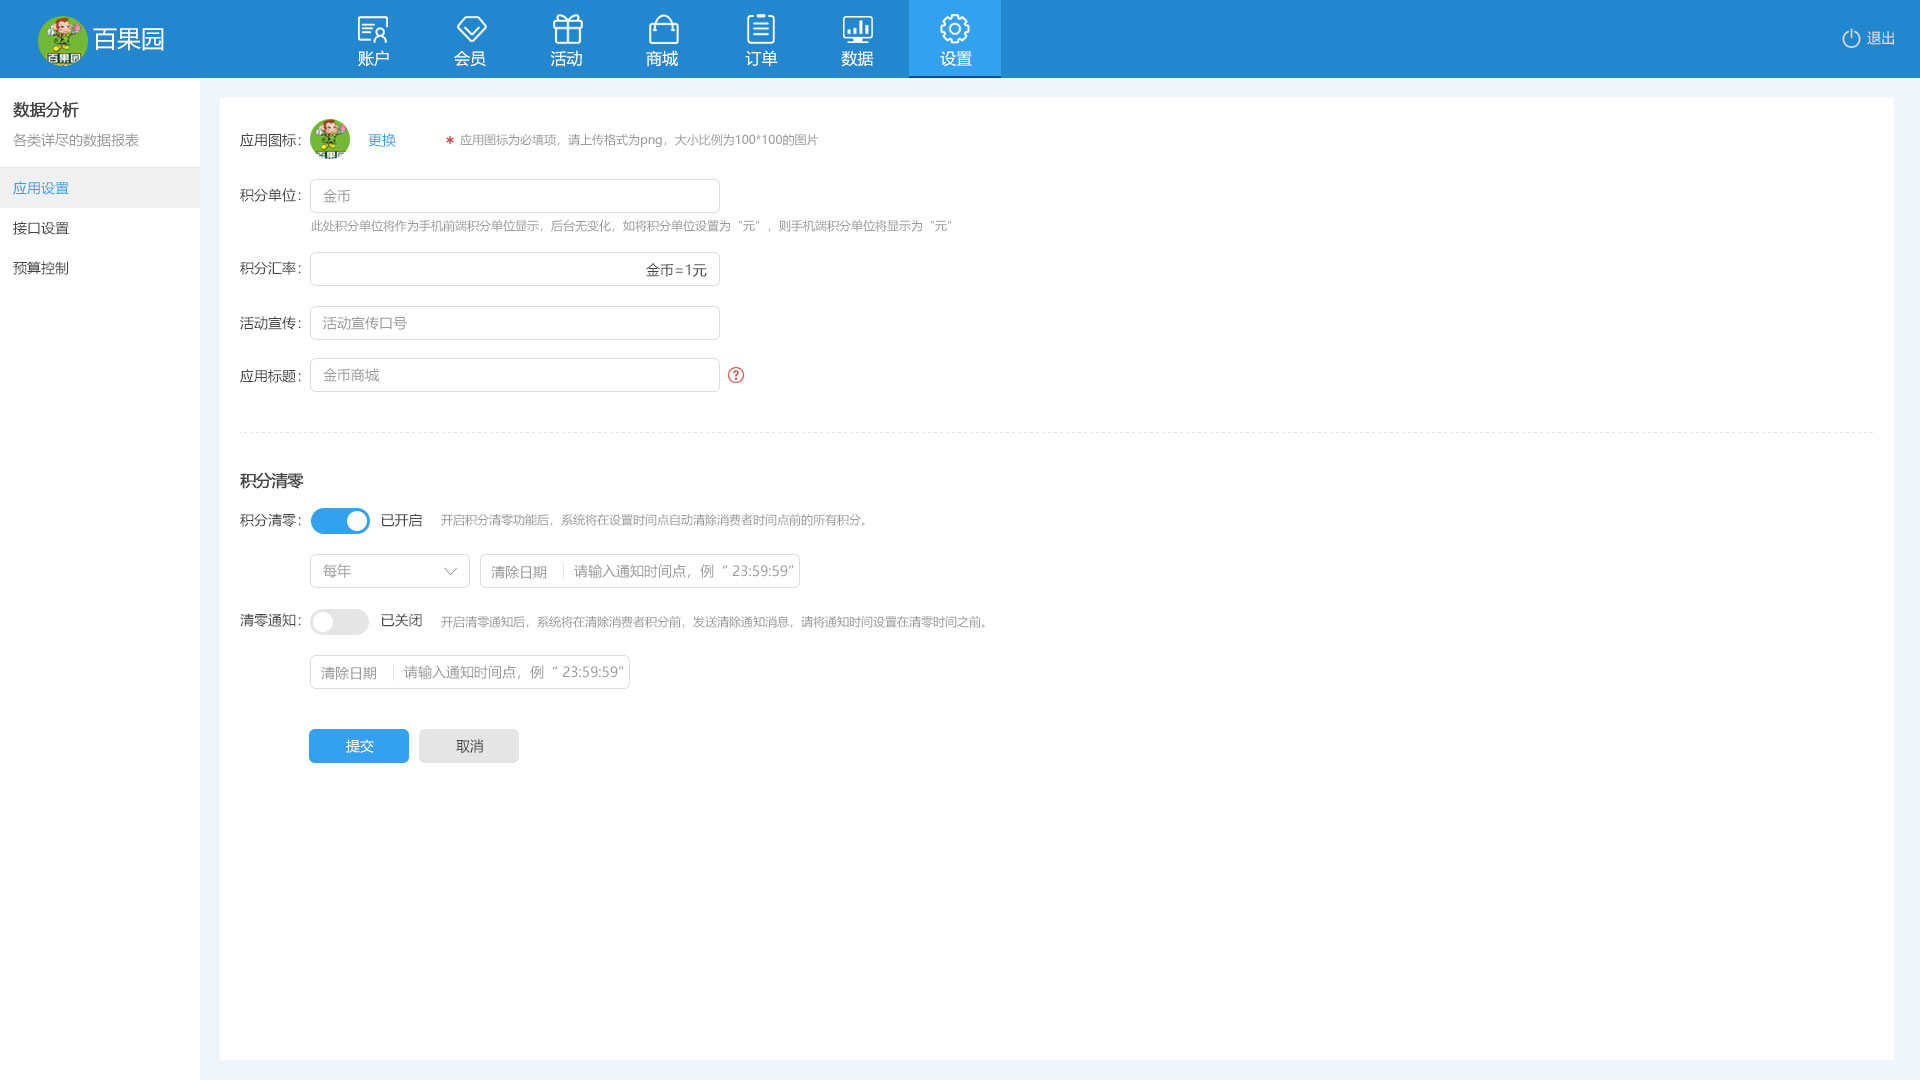 百果园
百果园
账户
会员
活动
商城
订单
数据
设置
退出
数据分析
各类详尽的数据报表
应用设置
接口设置
预算控制
应用图标：
百果园
更换
* 应用图标为必填项，请上传格式为png，大小比例为100*100的图片
积分单位：
金币
此处积分单位将作为手机前端积分单位显示，后台无变化，如将积分单位设置为“元”，则手机端积分单位将显示为“元”
积分汇率：
金币=1元
活动宣传：
活动宣传口号
应用标题：
金币商城
?
积分清零
积分清零：
已开启
开启积分清零功能后，系统将在设置时间点自动清除消费者时间点前的所有积分。
每年
清除日期
请输入通知时间点，例“ 23:59:59”
清零通知：
已关闭
开启清零通知后，系统将在清除消费者积分前，发送清除通知消息，请将通知时间设置在清零时间之前。
清除日期
请输入通知时间点，例“ 23:59:59”
提交
取消